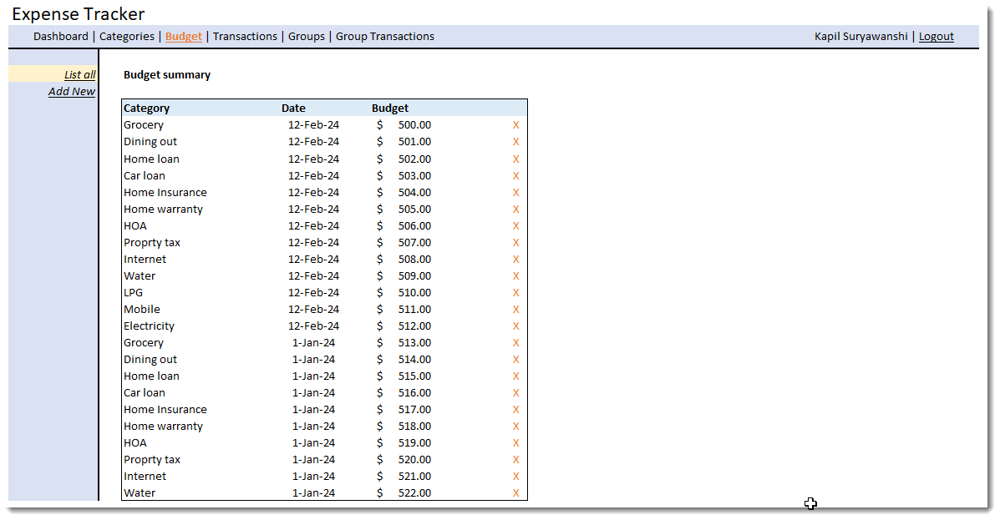 Expense Tracker
Dashboard | Categories | Budget | Transactions | Groups | Group Transactions Kapil Suryawanshi | Logout
List all Budget summary
Add New
Category Date Budget
Grocery 12-Feb-24 $ 500.00 X
Dining out 12-Feb-24 $ 501.00 X
Home loan 12-Feb-24 $ 502.00 X
Car loan 12-Feb-24 $ 503.00 X
Home Insurance 12-Feb-24 $ 504.00 X
Home warranty 12-Feb-24 $ 505.00 X
HOA 12-Feb-24 $ 506.00 X
Proprty tax 12-Feb-24 $ 507.00 X
Internet 12-Feb-24 $ 508.00 X
Water 12-Feb-24 $ 509.00 X
LPG 12-Feb-24 $ 510.00 X
Mobile 12-Feb-24 $ 511.00 X
Electricity 12-Feb-24 $ 512.00 X
Grocery 1-Jan-24 $ 513.00 X
Dining out 1-Jan-24 $ 514.00 X
Home loan 1-Jan-24 $ 515.00 X
Car loan 1-Jan-24 $ 516.00 X
Home Insurance 1-Jan-24 $ 517.00 X
Home warranty 1-Jan-24 $ 518.00 X
HOA 1-Jan-24 $ 519.00 X
Proprty tax 1-Jan-24 $ 520.00 X
Internet 1-Jan-24 $ 521.00 X
Water 1-Jan-24 $ 522.00 X